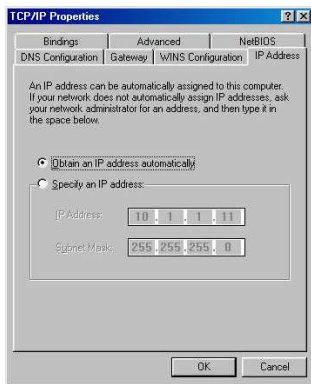 TCP/IP Properties
Bindings Advanced NetBIOS
DNS Configuration Gateway WINS Configuration IP Address
An IP address can be automatically assigned to this computer.
If your network does not automatically assign IP addresses, ask
your network administrator for an address, and then type it in
the space below.
Obtain an IP address automatically
Specify an IP address:
IP Address: 10 . 1 . 1 . 11
Subnet Mask: 255 . 255 . 255 . 0
OK Cancel